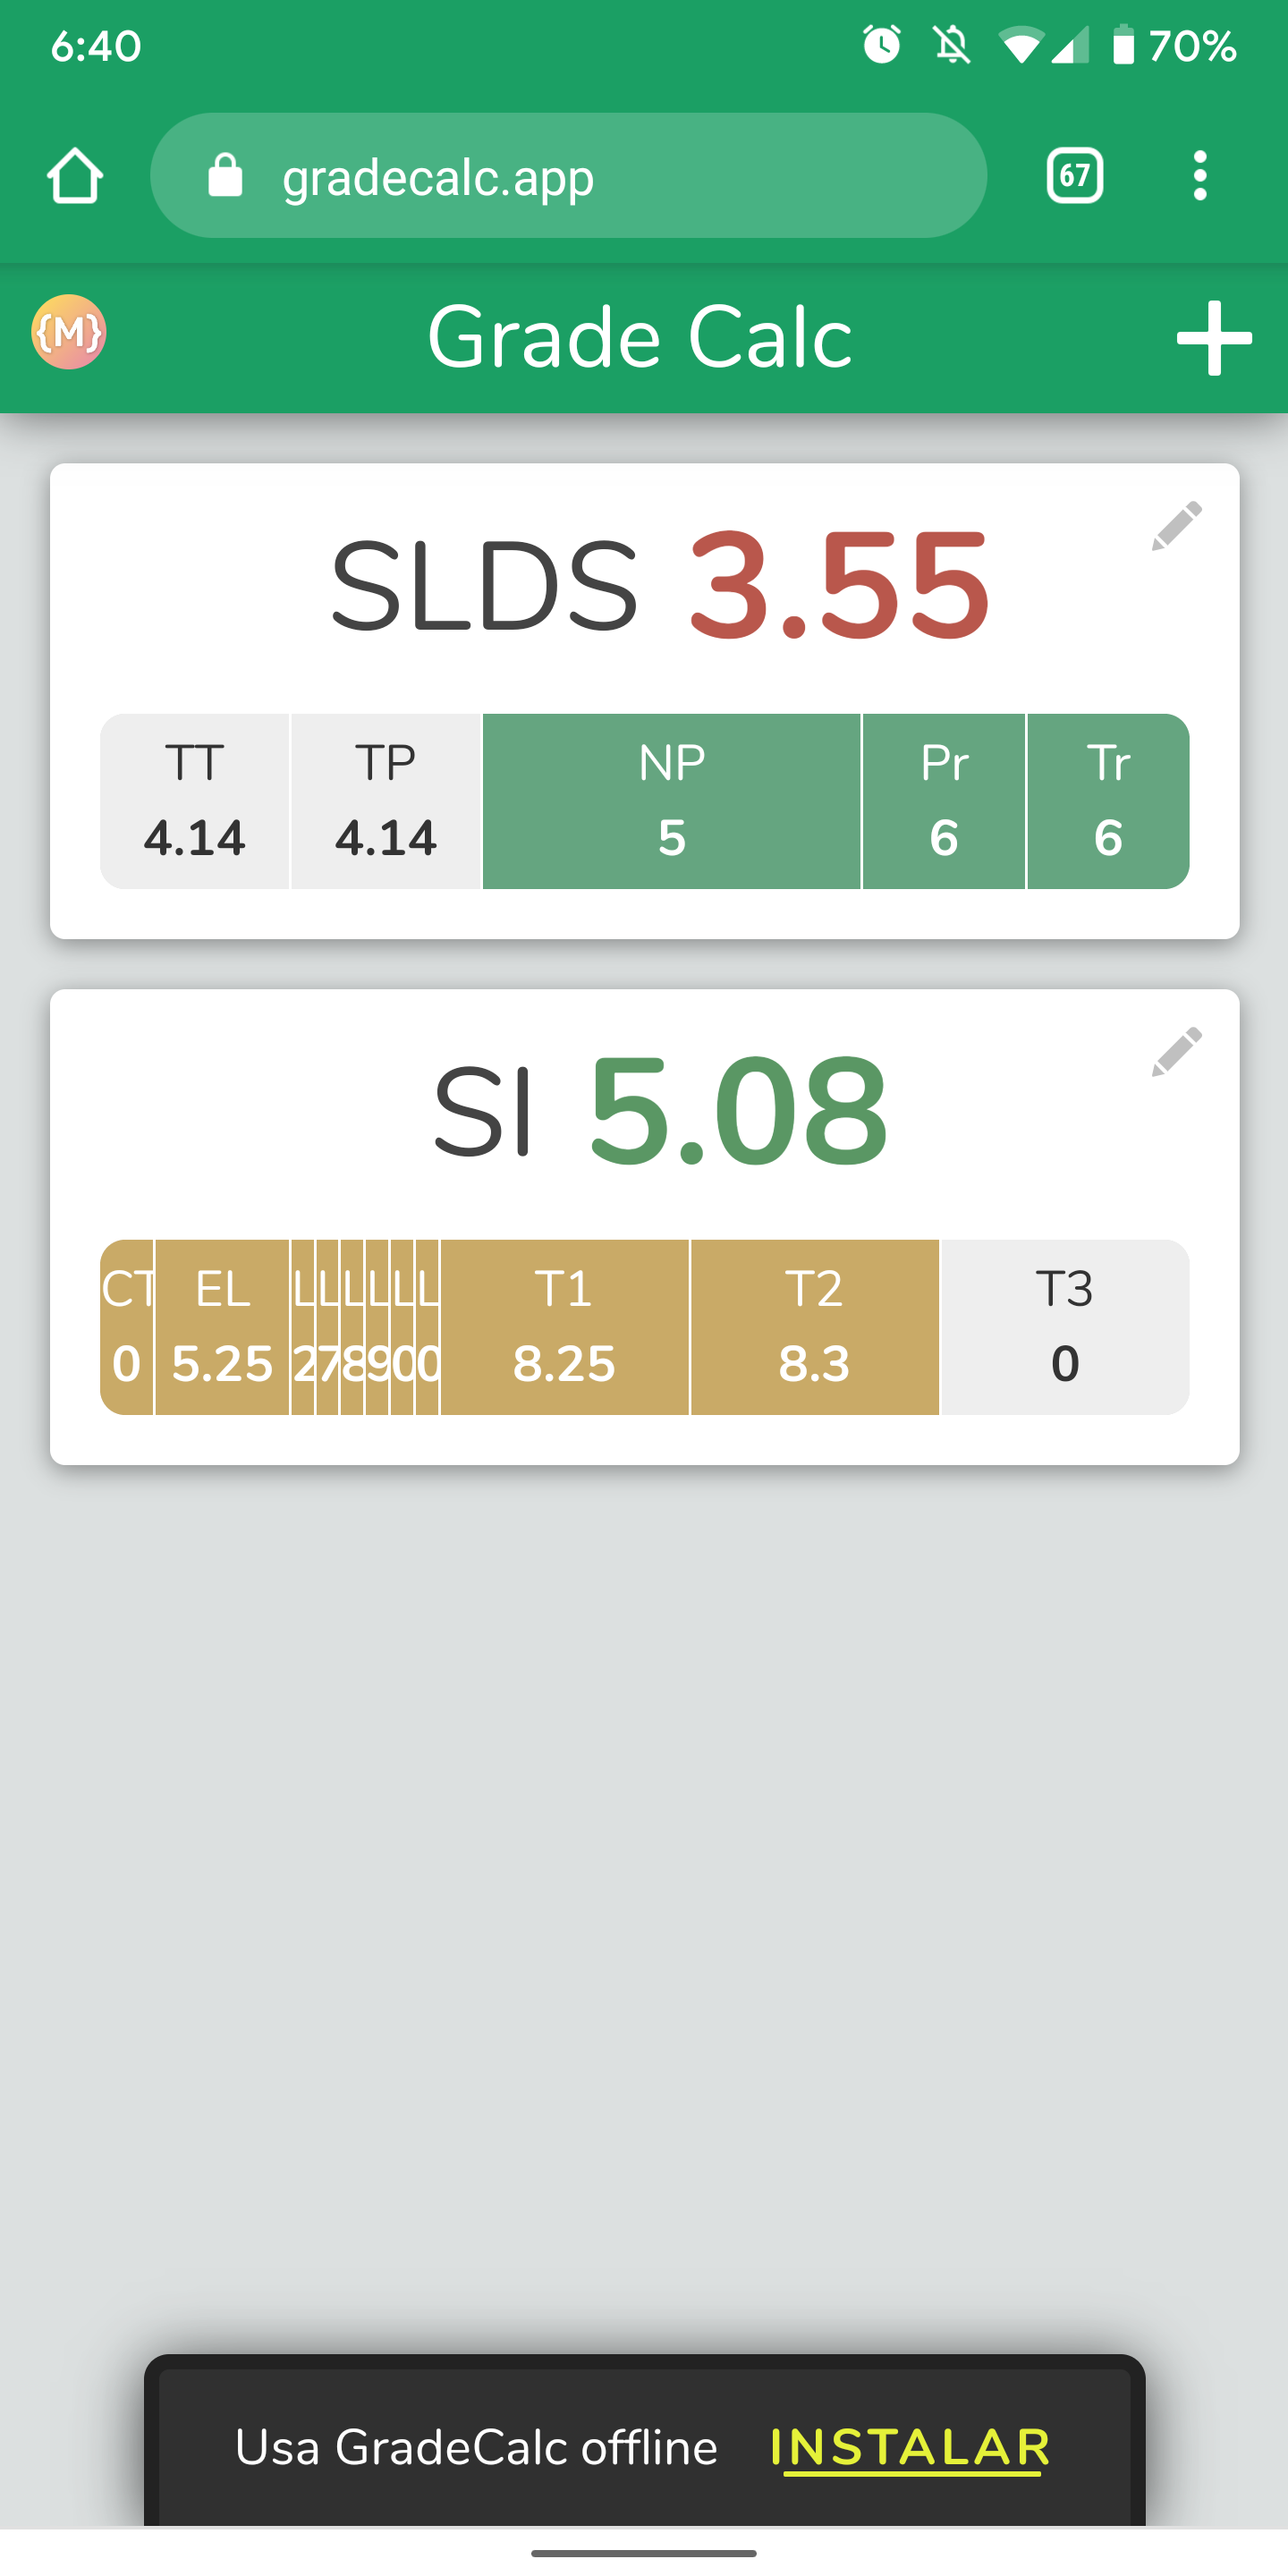 6:40 70%
gradecalc.app 67
{M} Grade Calc
SLDS 3.55
TT TP NP Pr Tr
4.14 4.14 5 6 6
SI 5.08
CT EL L L L L L L T1 T2 T3
0 5.25 2 7 8 9 0 0 8.25 8.3 0
Usa GradeCalc offline INSTALAR